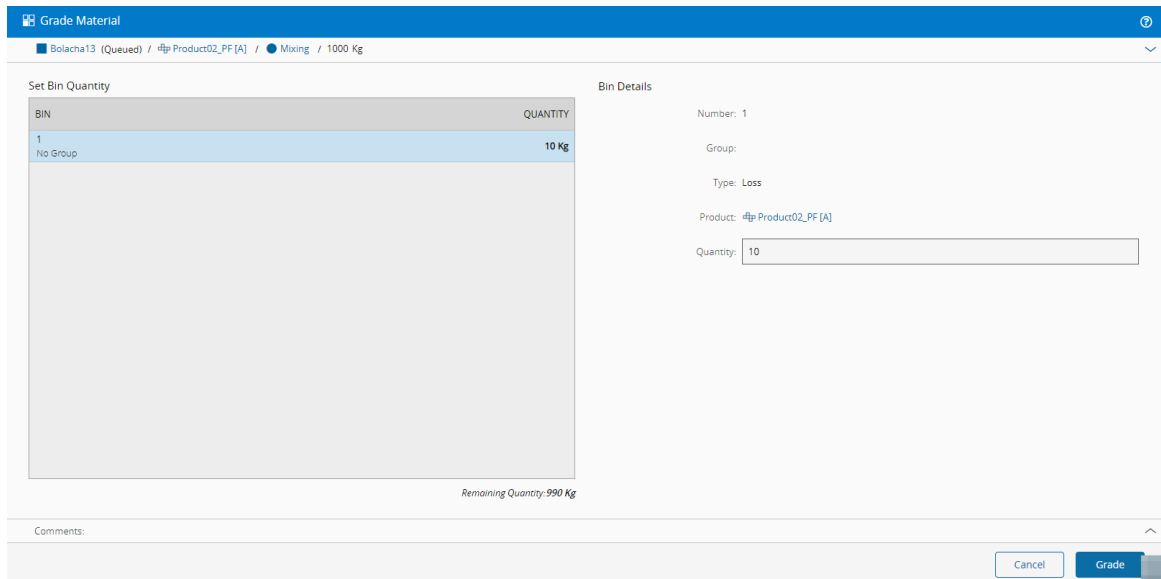 Grade Material
Bolacha13 (Queued) / Product02_PF [A] / Mixing / 1000 Kg
Set Bin Quantity
BIN QUANTITY
1
No Group
10 Kg
Remaining Quantity:990 Kg
Bin Details
Number: 1
Group:
Type: Loss
Product: Product02_PF [A]
Quantity: 10
Comments:
Cancel Grade